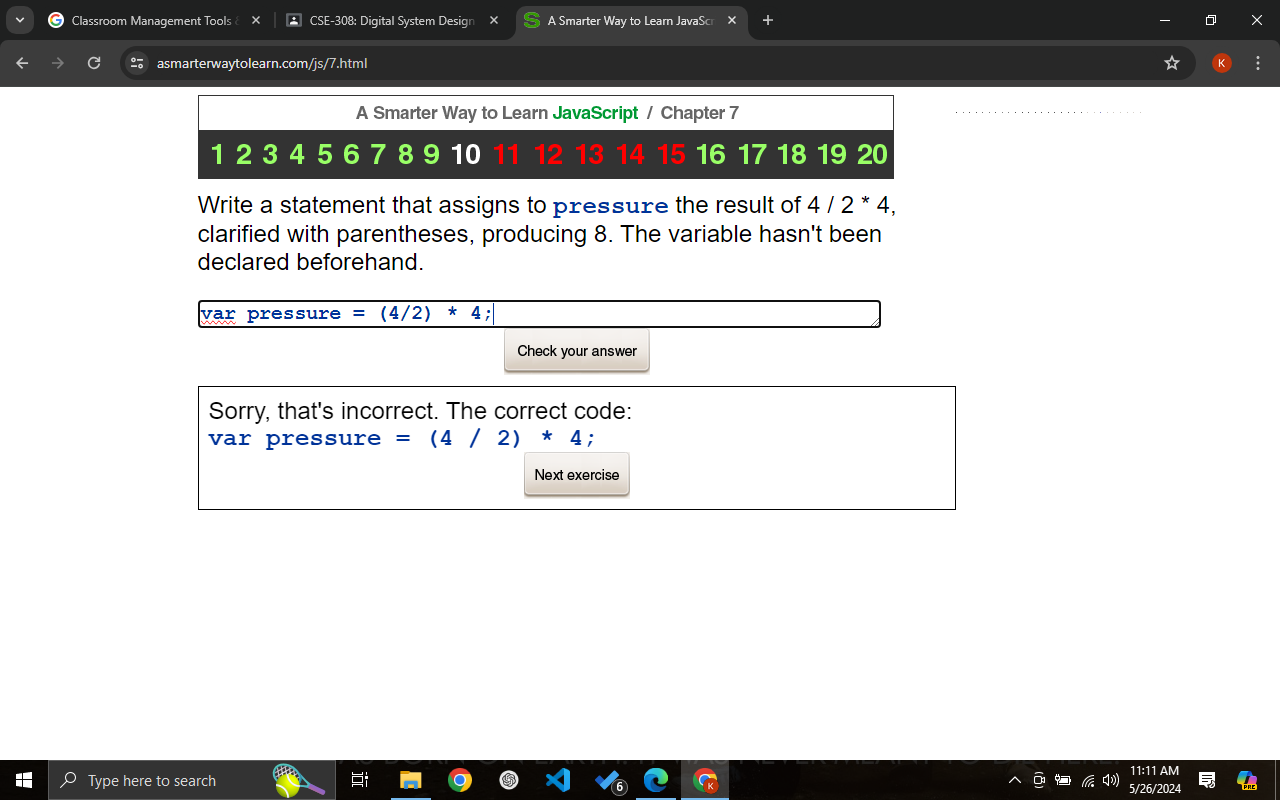 Classroom Management Tools
CSE-308: Digital System Design
A Smarter Way to Learn JavaScr
asmarterwaytolearn.com/js/7.html
K
A Smarter Way to Learn JavaScript / Chapter 7
1 2 3 4 5 6 7 8 9 10 11 12 13 14 15 16 17 18 19 20
Write a statement that assigns to pressure the result of 4 / 2 * 4,
clarified with parentheses, producing 8. The variable hasn't been
declared beforehand.
var pressure = (4/2) * 4;
Check your answer
Sorry, that's incorrect. The correct code:
var pressure = (4 / 2) * 4;
Next exercise
Type here to search
6
K
11:11 AM
5/26/2024
PRE